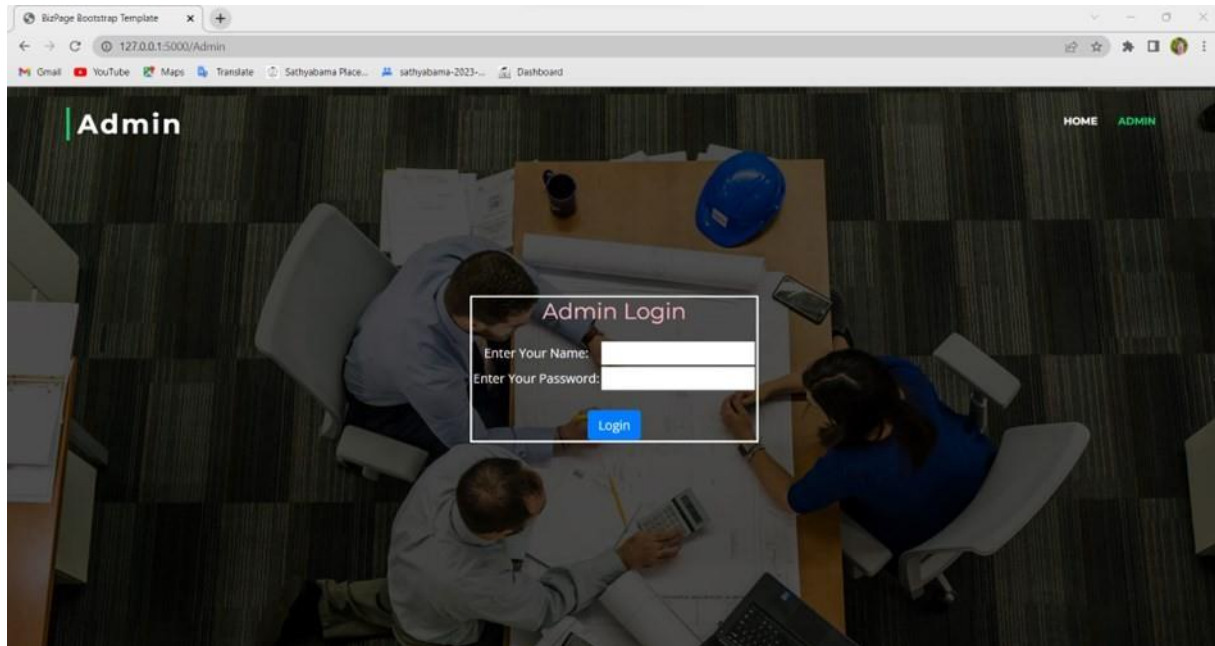 BizPage Bootstrap Template
127.0.0.1:5000/Admin
Gmail YouTube Maps Translate Sathyabama Place... sathyabama-2023-... Dashboard
Admin HOME ADMIN
Admin Login
Enter Your Name:
Enter Your Password:
Login